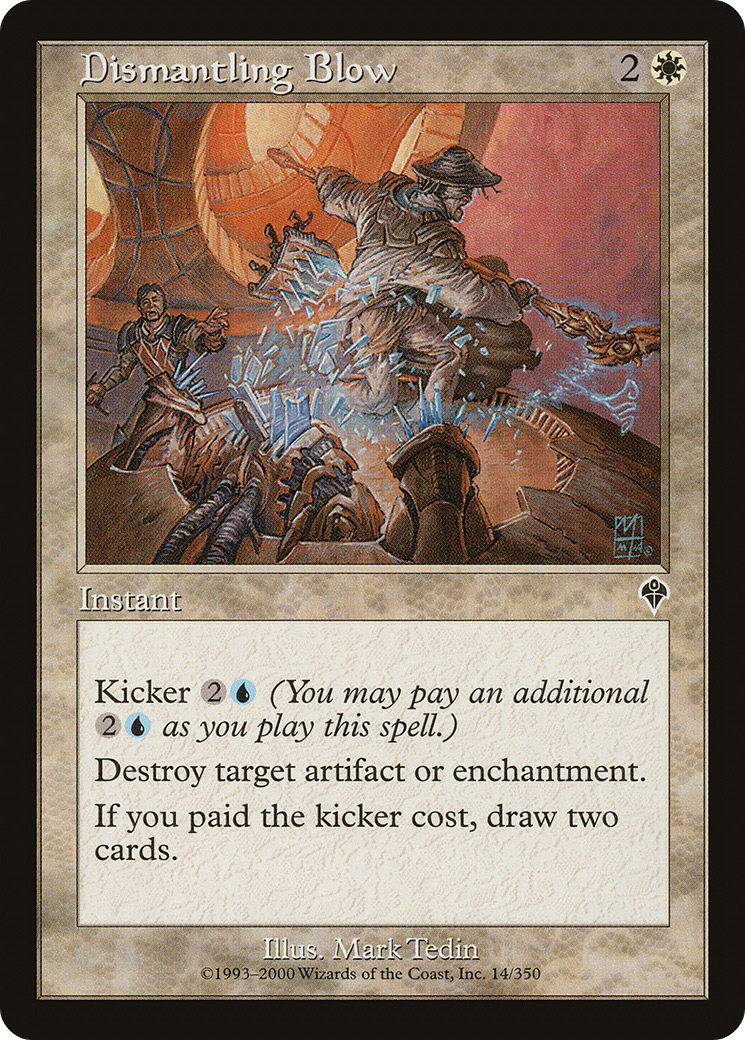 Dismantling Blow 2
Instant
Kicker 2 (You may pay an additional
2 as you play this spell.)
Destroy target artifact or enchantment.
If you paid the kicker cost, draw two
cards.
Illus. Mark Tedin
©1993–2000 Wizards of the Coast, Inc. 14/350